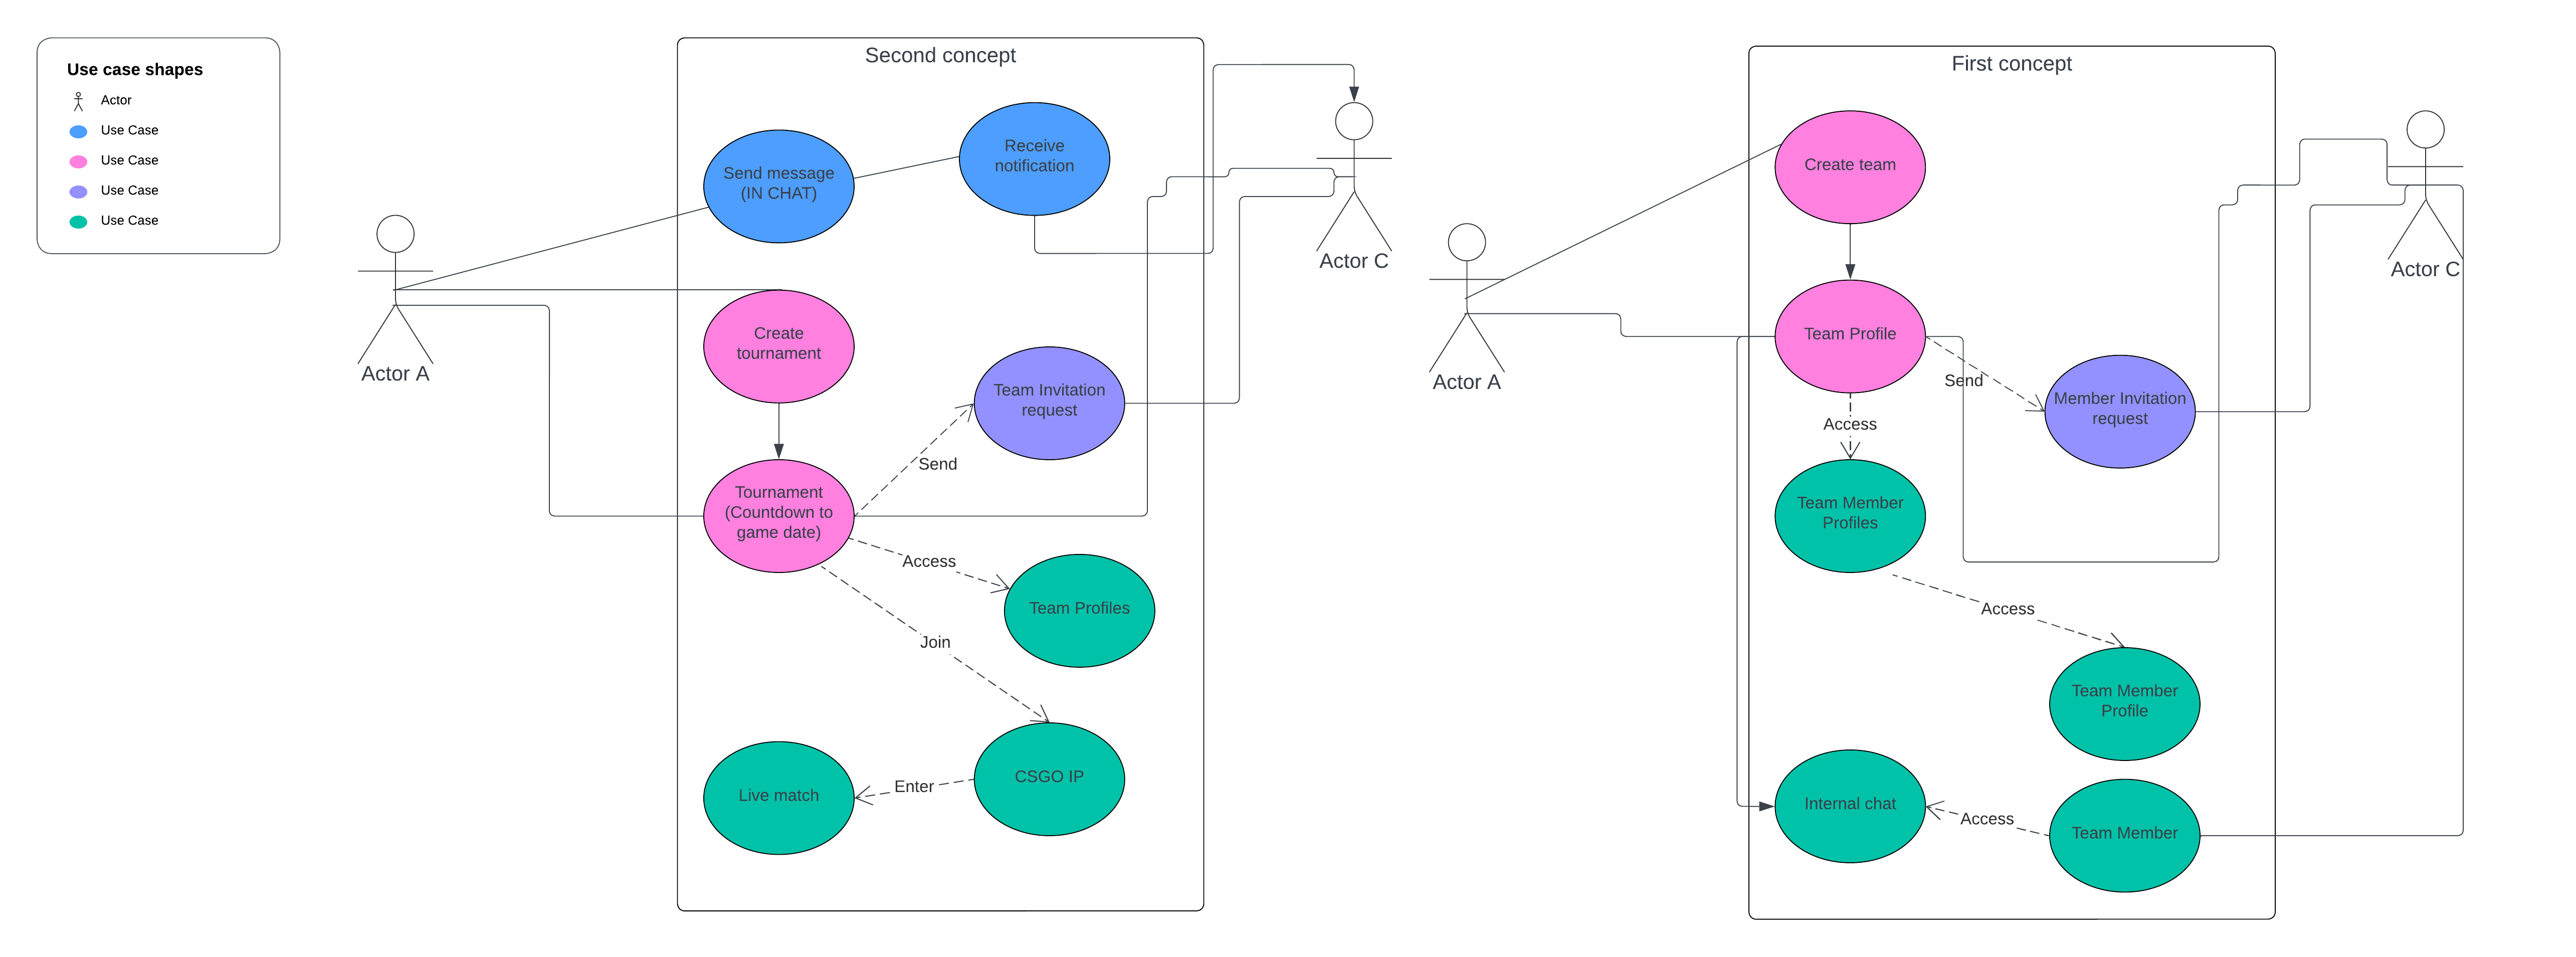 Use case shapes
Actor
Use Case
Use Case
Use Case
Use Case
Actor A
Second concept
Send message
(IN CHAT)
Receive
notification
Create
tournament
Team Invitation
request
Send
Tournament
(Countdown to
game date)
Access
Team Profiles
Join
CSGO IP
Enter
Live match
Actor C
Actor A
First concept
Create team
Team Profile
Send
Member Invitation
request
Access
Team Member
Profiles
Access
Team Member
Profile
Internal chat
Access
Team Member
Actor C